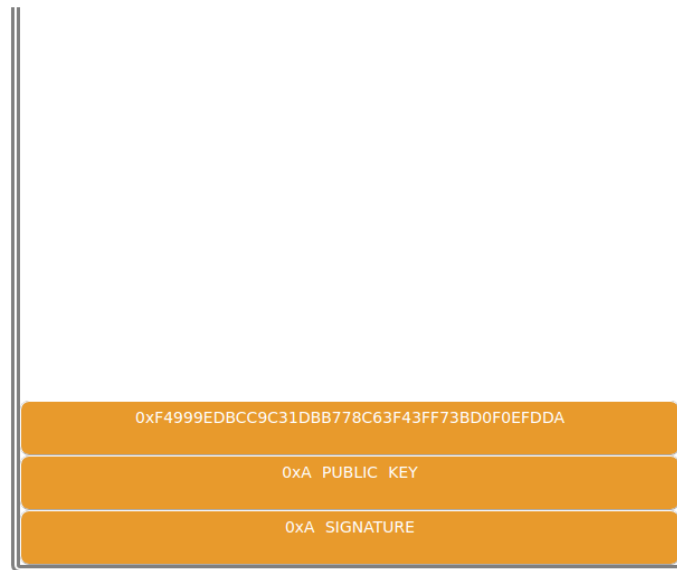 0xF4999EDBCC9C31DBB778C63F43FF73BD0F0EFDDA
0xA PUBLIC KEY
0xA SIGNATURE